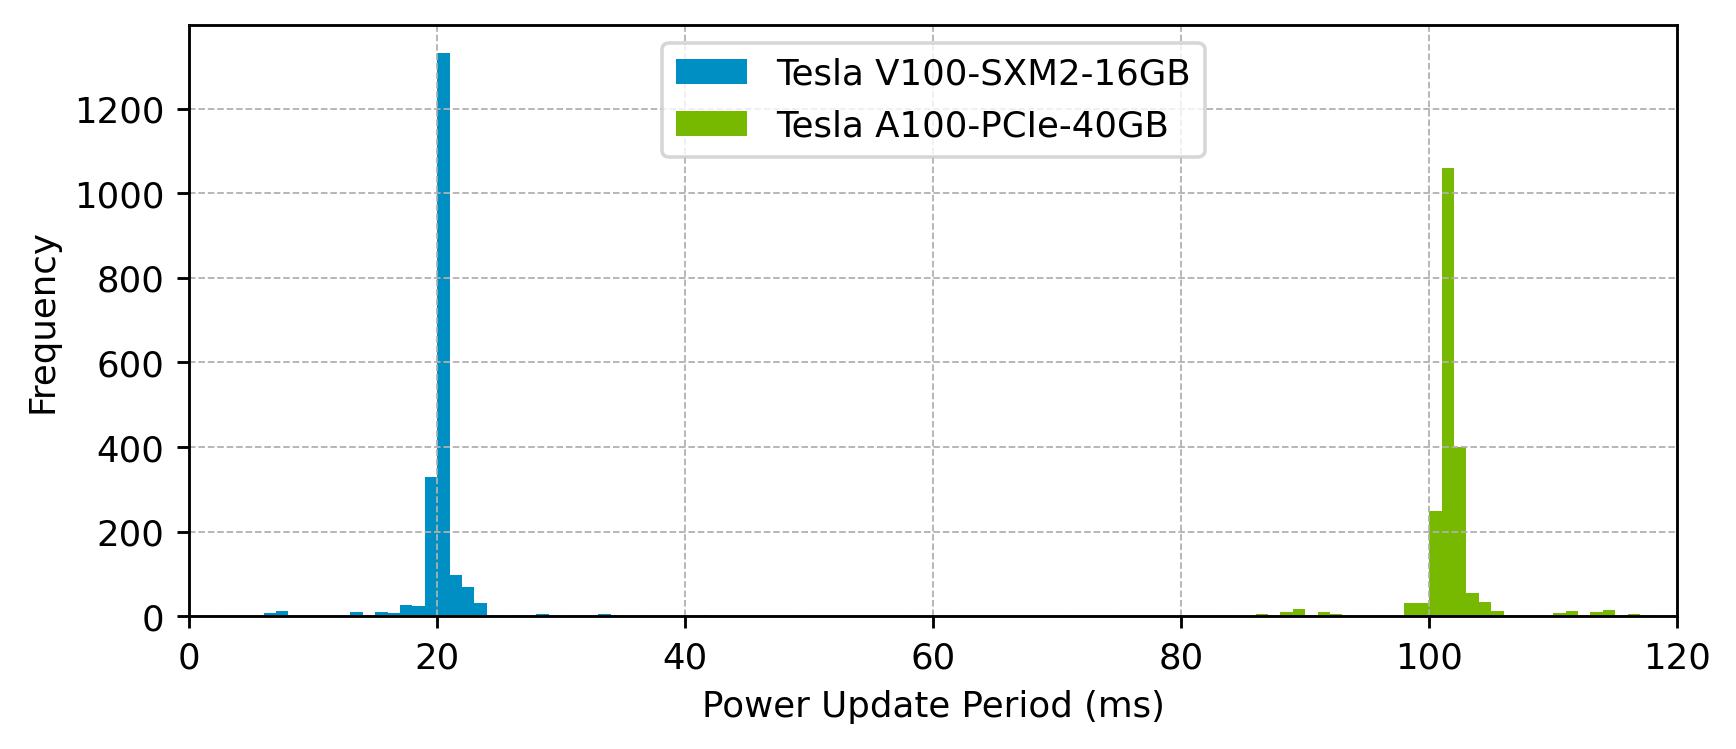 Tesla V100-SXM2-16GB
Tesla A100-PCIe-40GB
1200
1000
800
600
400
200
0
Frequency
0 20 40 60 80 100 120
Power Update Period (ms)